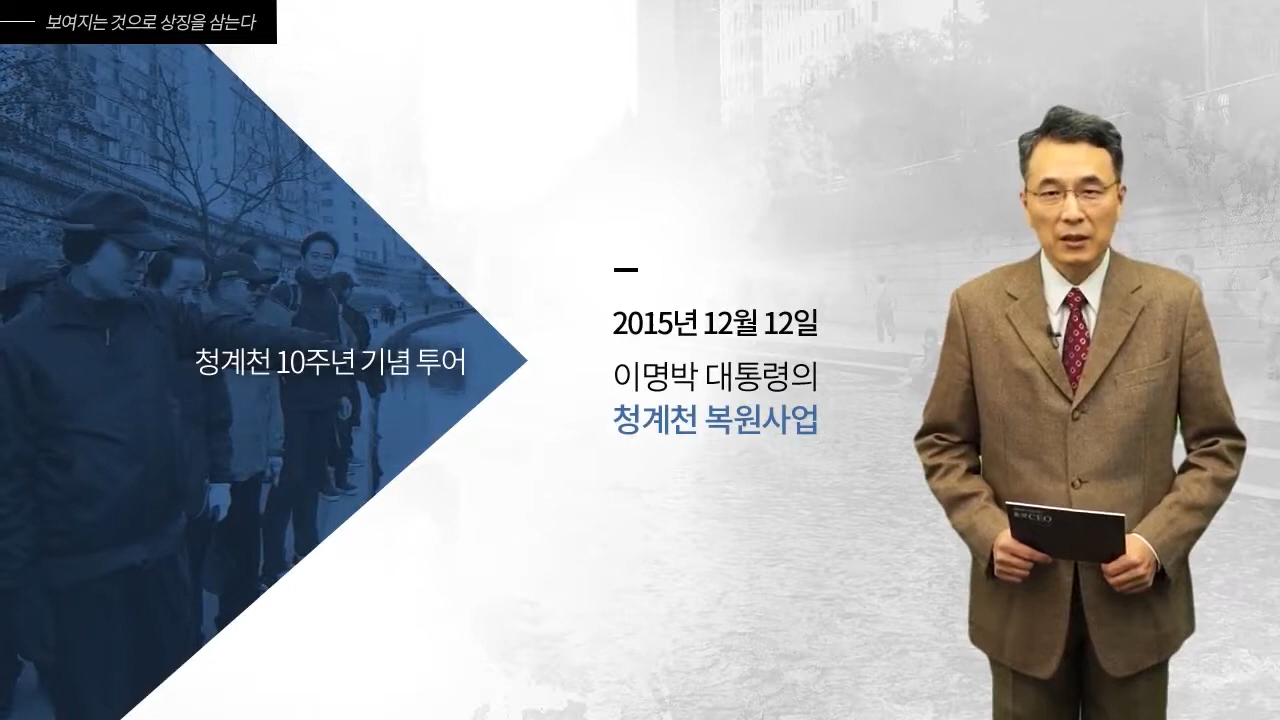 보여지는 것으로 상징을 삼는다
청계천 10주년 기념 투어
2015년 12월 12일
이명박 대통령의
청계천 복원사업
CEO